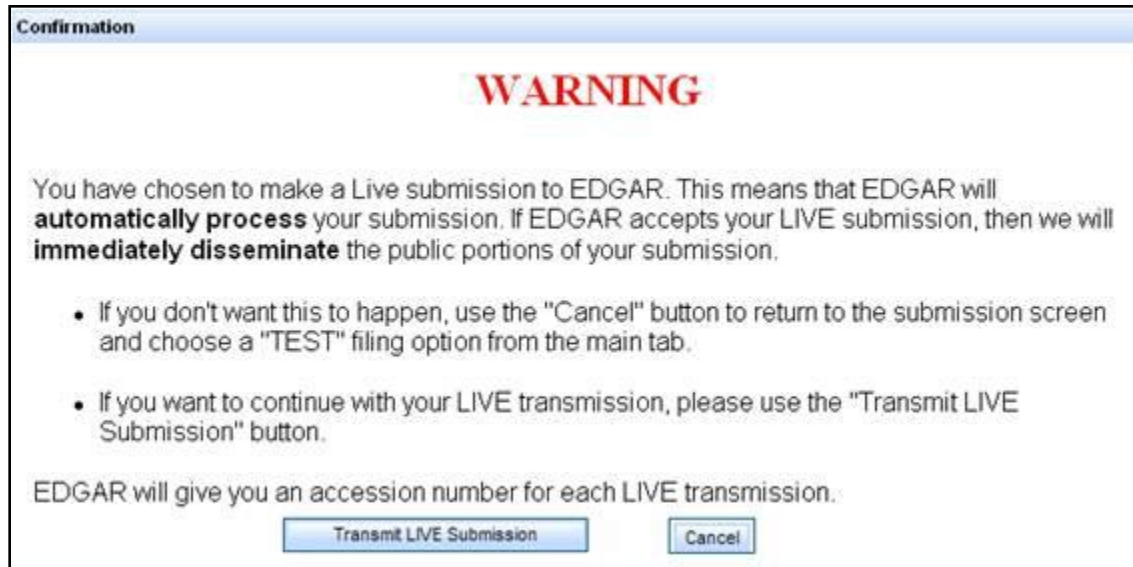 Confirmation
WARNING
You have chosen to make a Live submission to EDGAR. This means that EDGAR will
automatically process your submission. If EDGAR accepts your LIVE submission, then we will
immediately disseminate the public portions of your submission.
• If you don't want this to happen, use the "Cancel" button to return to the submission screen
and choose a "TEST" filing option from the main tab.
• If you want to continue with your LIVE transmission, please use the "Transmit LIVE
Submission" button.
EDGAR will give you an accession number for each LIVE transmission.
Transmit LIVE Submission Cancel